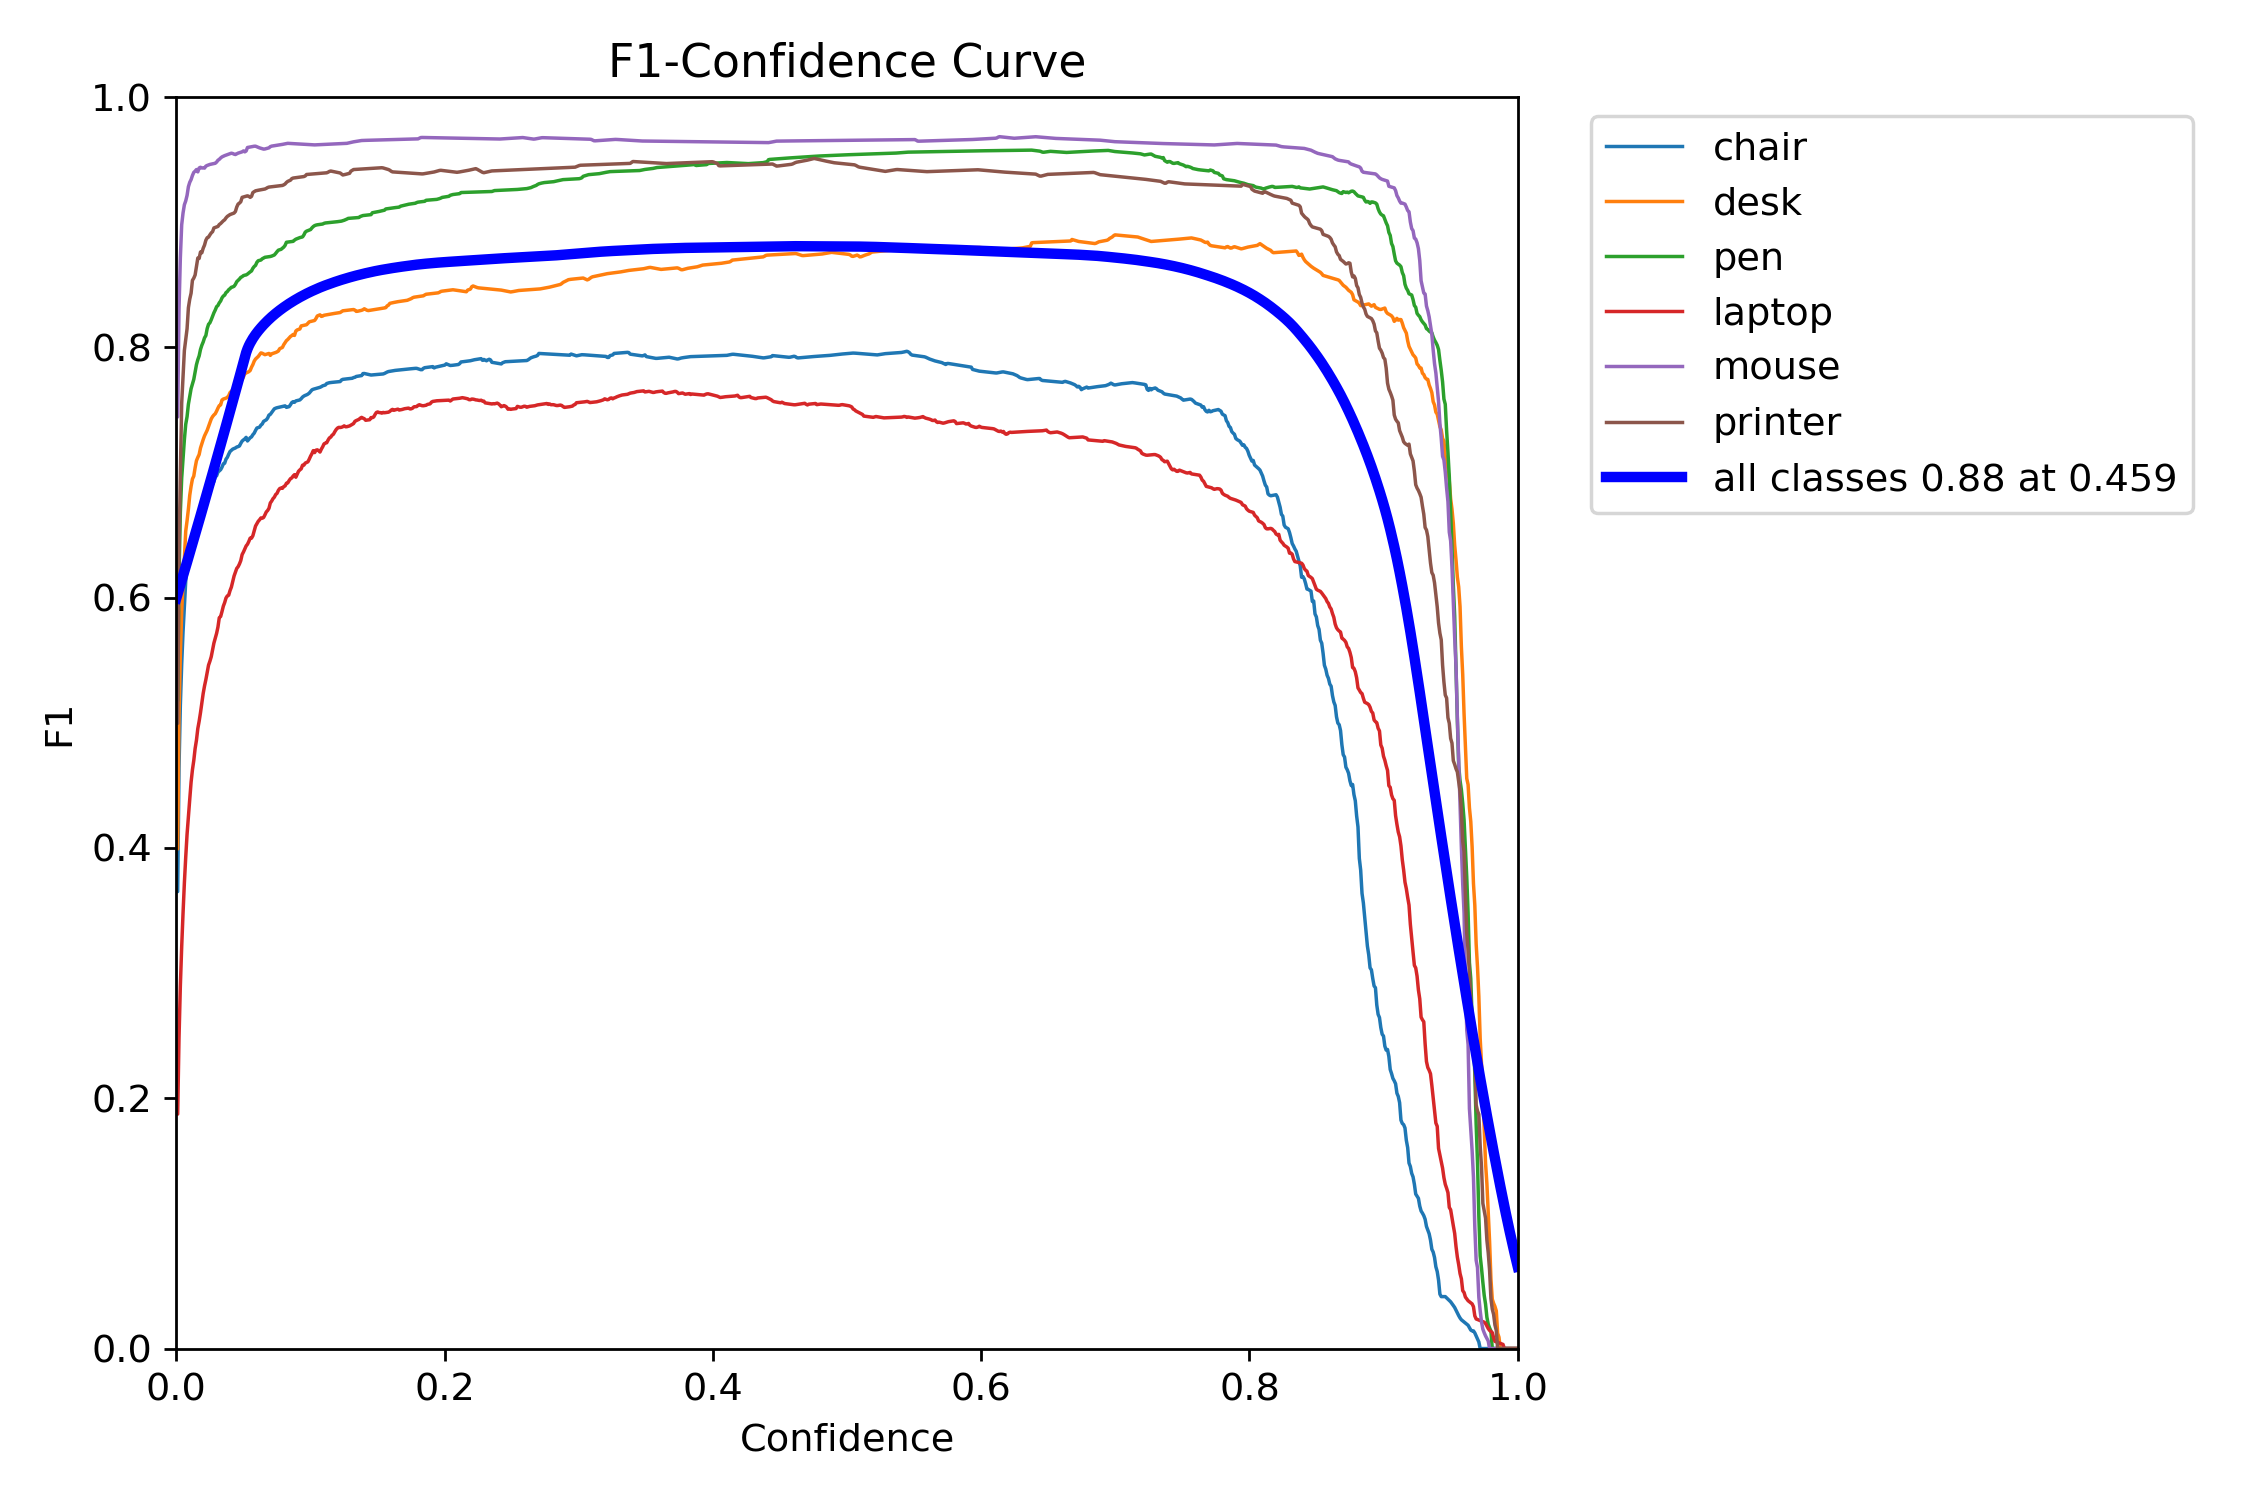 F1-Confidence Curve
1.0
0.8
0.6
0.4
0.2
0.0
F1
0.0 0.2 0.4 0.6 0.8 1.0
Confidence
chair
desk
pen
laptop
mouse
printer
all classes 0.88 at 0.459